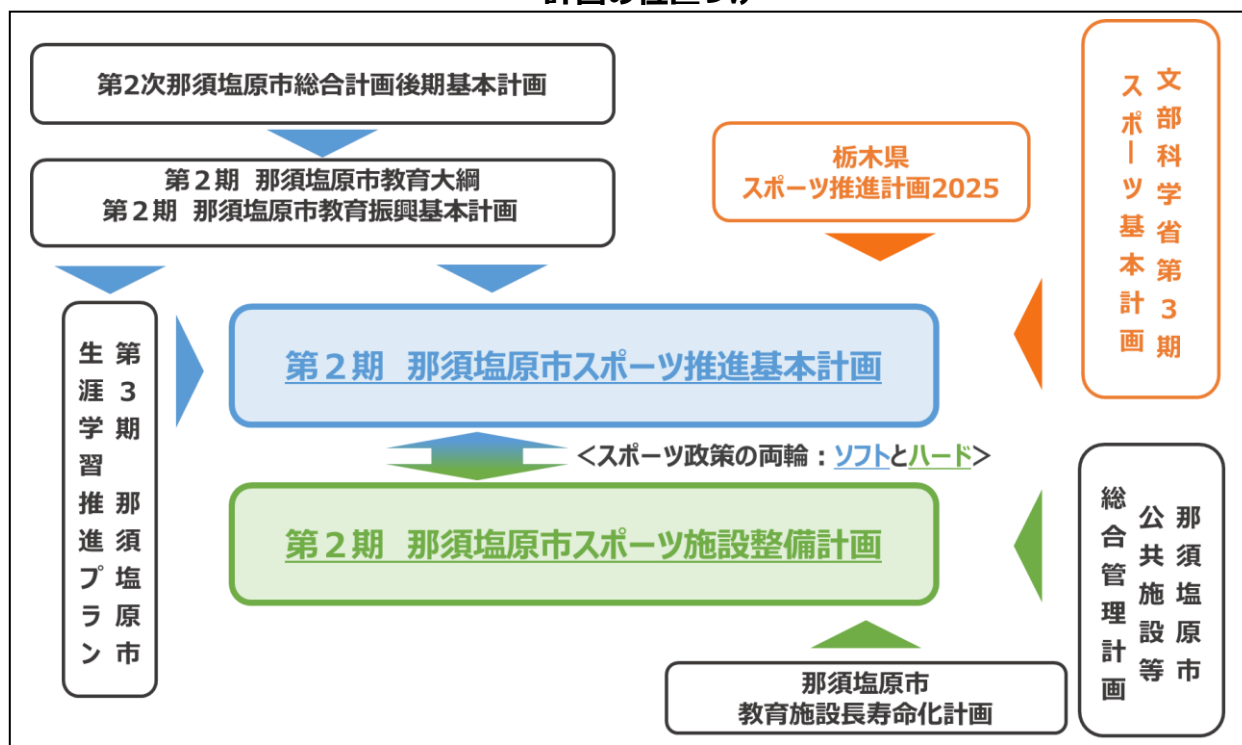 計画の位置づけ
第2次那須塩原市総合計画後期基本計画
第２期 那須塩原市教育大綱
第２期 那須塩原市教育振興基本計画
栃木県
スポーツ推進計画2025
文部科学省第３期
スポーツ基本計画
第３期 那須塩原市
生涯学習推進プラン
第２期 那須塩原市スポーツ推進基本計画
＜スポーツ政策の両輪：ソフトとハード＞
第２期 那須塩原市スポーツ施設整備計画
那須塩原市
公共施設等
総合管理計画
那須塩原市
教育施設長寿命化計画